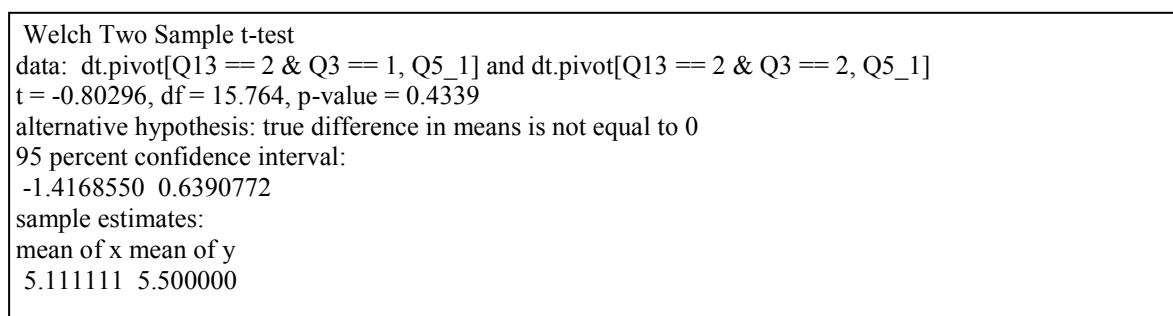 Welch Two Sample t-test
data:  dt.pivot[Q13 == 2 & Q3 == 1, Q5_1] and dt.pivot[Q13 == 2 & Q3 == 2, Q5_1]
t = -0.80296, df = 15.764, p-value = 0.4339
alternative hypothesis: true difference in means is not equal to 0
95 percent confidence interval:
-1.4168550  0.6390772
sample estimates:
mean of x mean of y
5.111111  5.500000